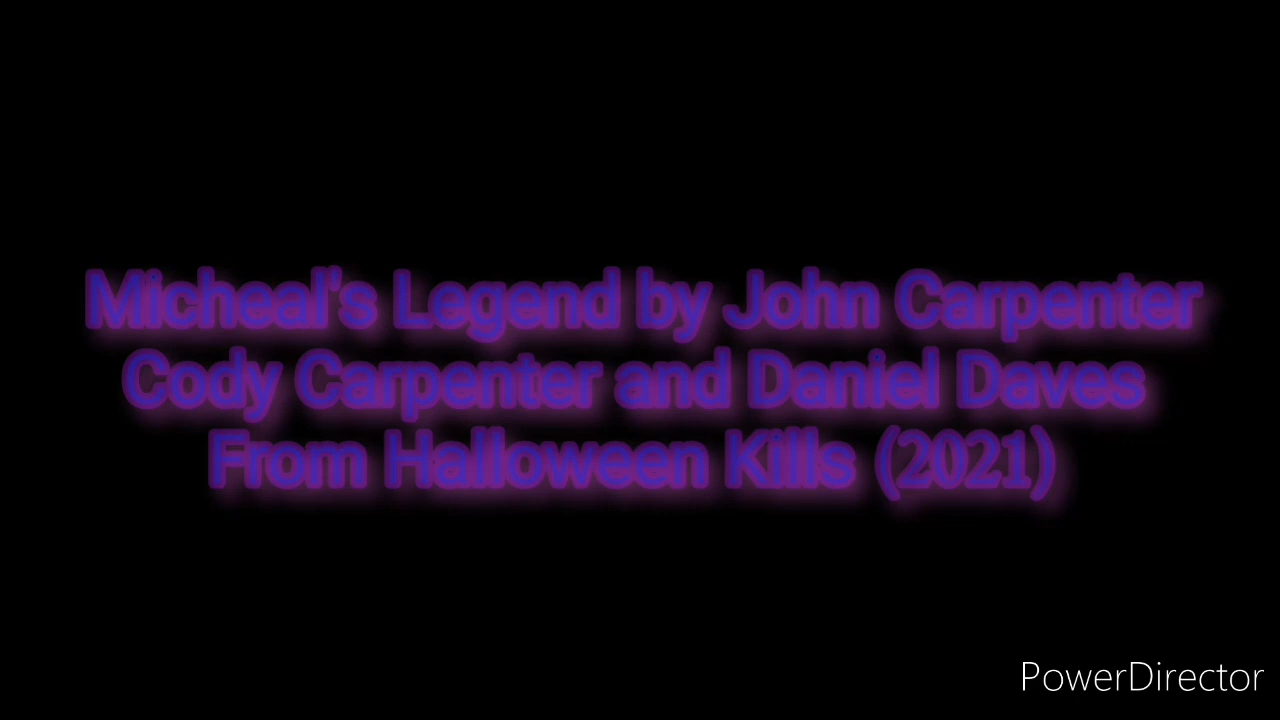 Micheal's Legend by John Carpenter
Cody Carpenter and Daniel Daves
From Halloween Kills (2021)
PowerDirector